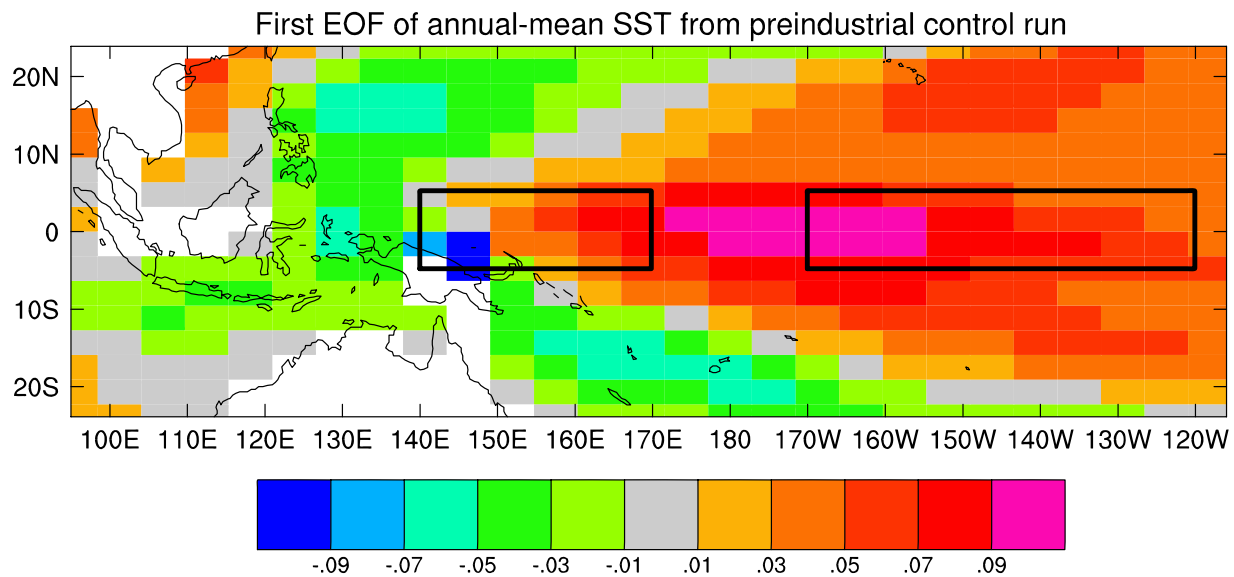 First EOF of annual-mean SST from preindustrial control run
20N
10N
0
10S
20S
100E 110E 120E 130E 140E 150E 160E 170E 180 170W 160W 150W 140W 130W 120W
-.09 -.07 -.05 -.03 -.01 .01 .03 .05 .07 .09